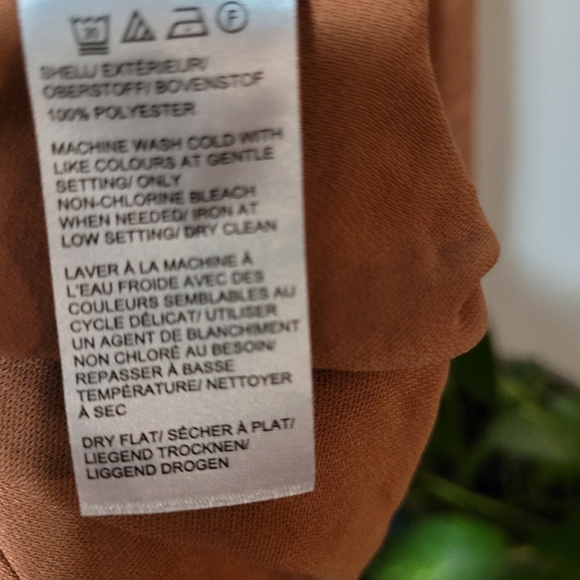 30
F
SHELL/ EXTÉRIEUR/
OBERSTOFF/ BOVENSTOF
100% POLYESTER
MACHINE WASH COLD WITH
LIKE COLOURS AT GENTLE
SETTING/ ONLY
NON-CHLORINE BLEACH
WHEN NEEDED/ IRON AT
LOW SETTING/ DRY CLEAN
LAVER À LA MACHINE À
L'EAU FROIDE AVEC DES
COULEURS SEMBLABLES AU
CYCLE DÉLICAT/ UTILISER
UN AGENT DE BLANCHIMENT
NON CHLORÉ AU BESOIN/
REPASSER À BASSE
TEMPÉRATURE/ NETTOYER
À SEC
DRY FLAT/ SÉCHER À PLAT/
LIEGEND TROCKNEN/
LIGGEND DROGEN